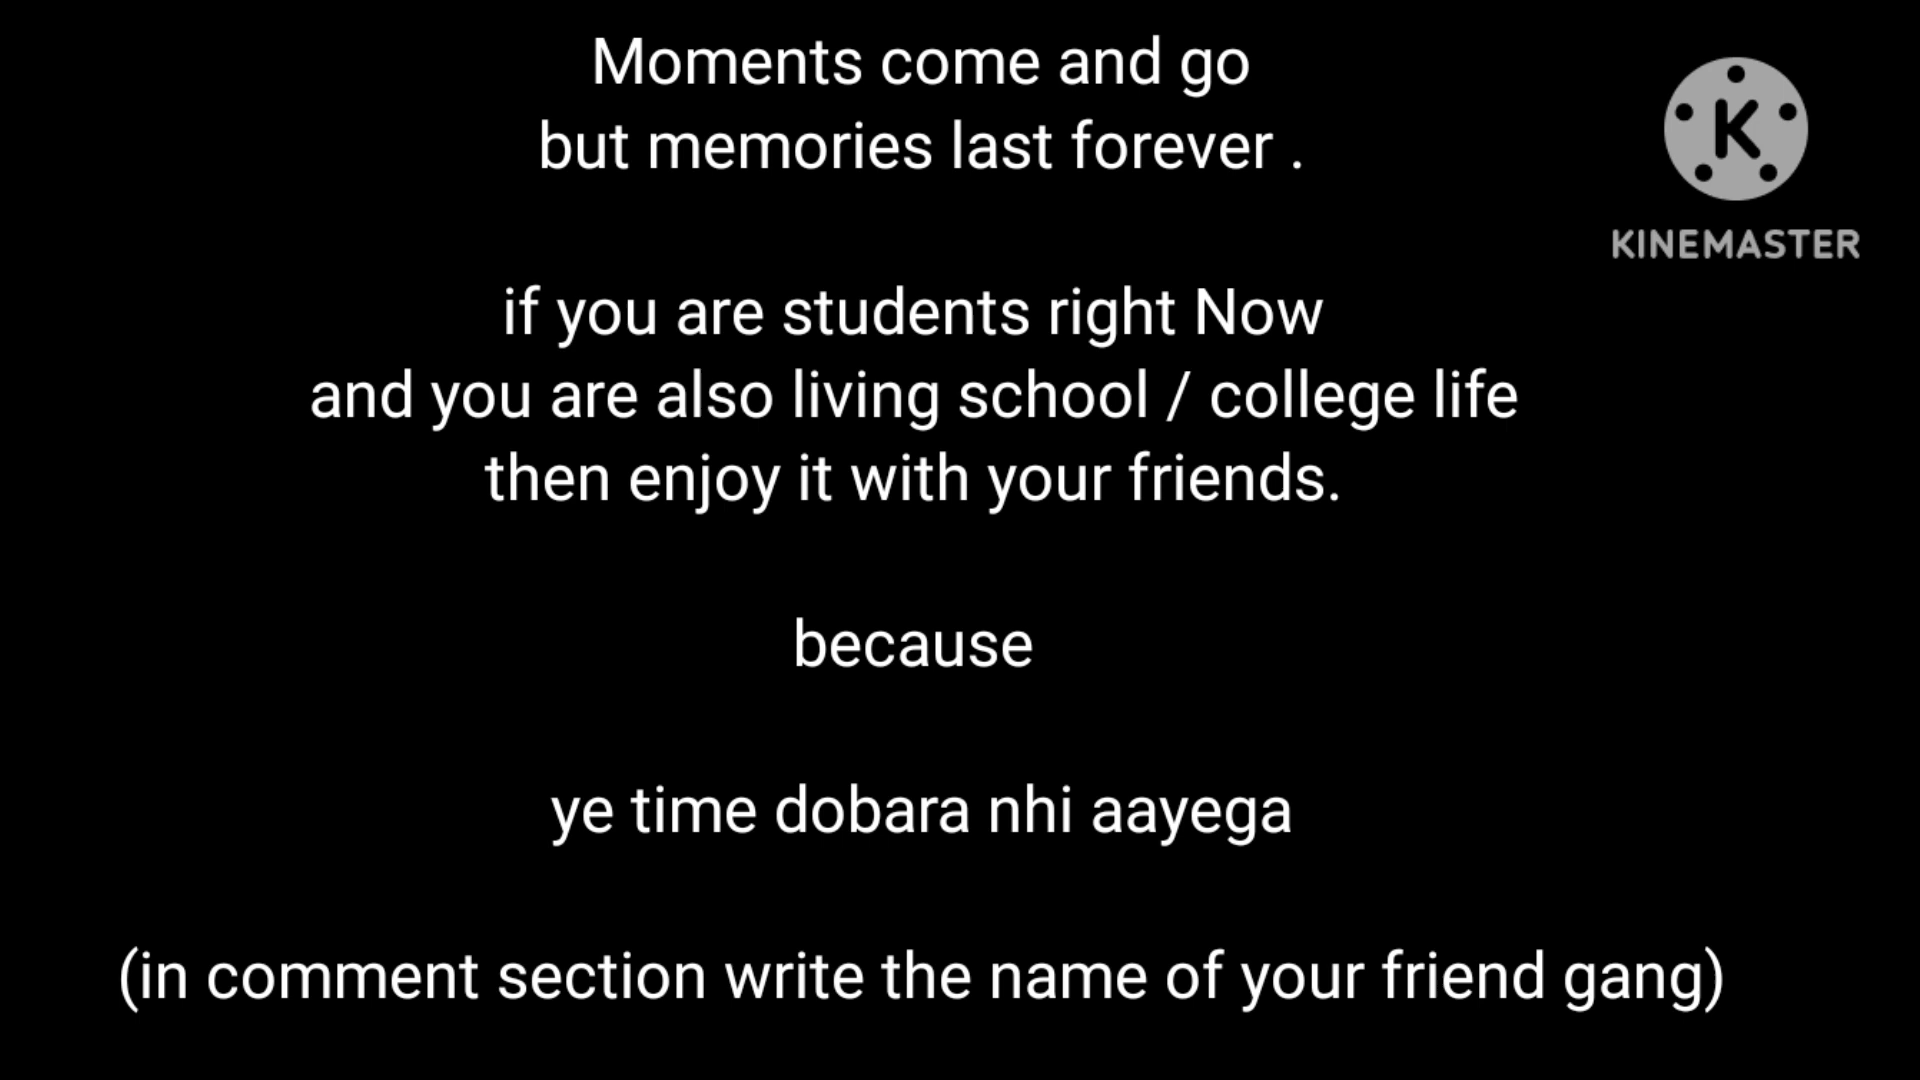 Moments come and go
but memories last forever .
K
KINEMASTER
if you are students right Now
and you are also living school / college life
then enjoy it with your friends.
because
ye time dobara nhi aayega
(in comment section write the name of your friend gang)